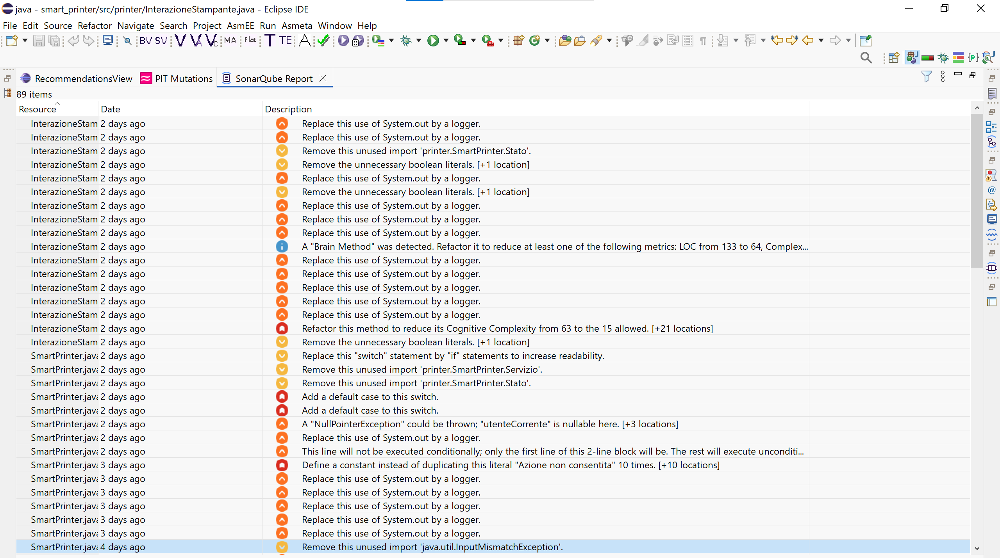 java - smart_printer/src/printer/InterazioneStampante.java - Eclipse IDE
File Edit Source Refactor Navigate Search Project AsmEE Run Asmeta Window Help
BV SV V VA Vc MA Flat T TE A
RecommendationsView PIT Mutations SonarQube Report
89 items
Resource Date Description
InterazioneStam 2 days ago Replace this use of System.out by a logger.
InterazioneStam 2 days ago Replace this use of System.out by a logger.
InterazioneStam 2 days ago Remove this unused import 'printer.SmartPrinter.Stato'.
InterazioneStam 2 days ago Remove the unnecessary boolean literals. [+1 location]
InterazioneStam 2 days ago Replace this use of System.out by a logger.
InterazioneStam 2 days ago Remove the unnecessary boolean literals. [+1 location]
InterazioneStam 2 days ago Replace this use of System.out by a logger.
InterazioneStam 2 days ago Replace this use of System.out by a logger.
InterazioneStam 2 days ago Replace this use of System.out by a logger.
InterazioneStam 2 days ago A "Brain Method" was detected. Refactor it to reduce at least one of the following metrics: LOC from 133 to 64, Complex...
InterazioneStam 2 days ago Replace this use of System.out by a logger.
InterazioneStam 2 days ago Replace this use of System.out by a logger.
InterazioneStam 2 days ago Replace this use of System.out by a logger.
InterazioneStam 2 days ago Replace this use of System.out by a logger.
InterazioneStam 2 days ago Replace this use of System.out by a logger.
InterazioneStam 2 days ago Refactor this method to reduce its Cognitive Complexity from 63 to the 15 allowed. [+21 locations]
InterazioneStam 2 days ago Remove the unnecessary boolean literals. [+1 location]
SmartPrinter.java 2 days ago Replace this "switch" statement by "if" statements to increase readability.
SmartPrinter.java 2 days ago Remove this unused import 'printer.SmartPrinter.Servizio'.
SmartPrinter.java 2 days ago Remove this unused import 'printer.SmartPrinter.Stato'.
SmartPrinter.java 2 days ago Add a default case to this switch.
SmartPrinter.java 2 days ago Add a default case to this switch.
SmartPrinter.java 2 days ago A "NullPointerException" could be thrown; "utenteCorrente" is nullable here. [+3 locations]
SmartPrinter.java 2 days ago Replace this use of System.out by a logger.
SmartPrinter.java 2 days ago This line will not be executed conditionally; only the first line of this 2-line block will be. The rest will execute unconditi...
SmartPrinter.java 3 days ago Define a constant instead of duplicating this literal "Azione non consentita" 10 times. [+10 locations]
SmartPrinter.java 3 days ago Replace this use of System.out by a logger.
SmartPrinter.java 3 days ago Replace this use of System.out by a logger.
SmartPrinter.java 3 days ago Replace this use of System.out by a logger.
SmartPrinter.java 3 days ago Replace this use of System.out by a logger.
SmartPrinter.java 3 days ago Replace this use of System.out by a logger.
SmartPrinter.java 4 days ago Remove this unused import 'java.util.InputMismatchException'.